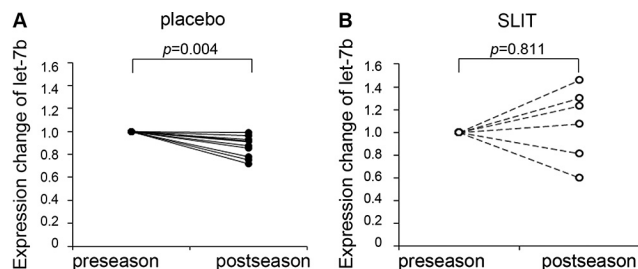 A
placebo
p=0.004
Expression change of let-7b
1.6
1.4
1.2
1.0
0.8
0.6
0.4
0.2
0
preseason
postseason
B
SLIT
p=0.811
Expression change of let-7b
1.6
1.4
1.2
1.0
0.8
0.6
0.4
0.2
0
preseason
postseason